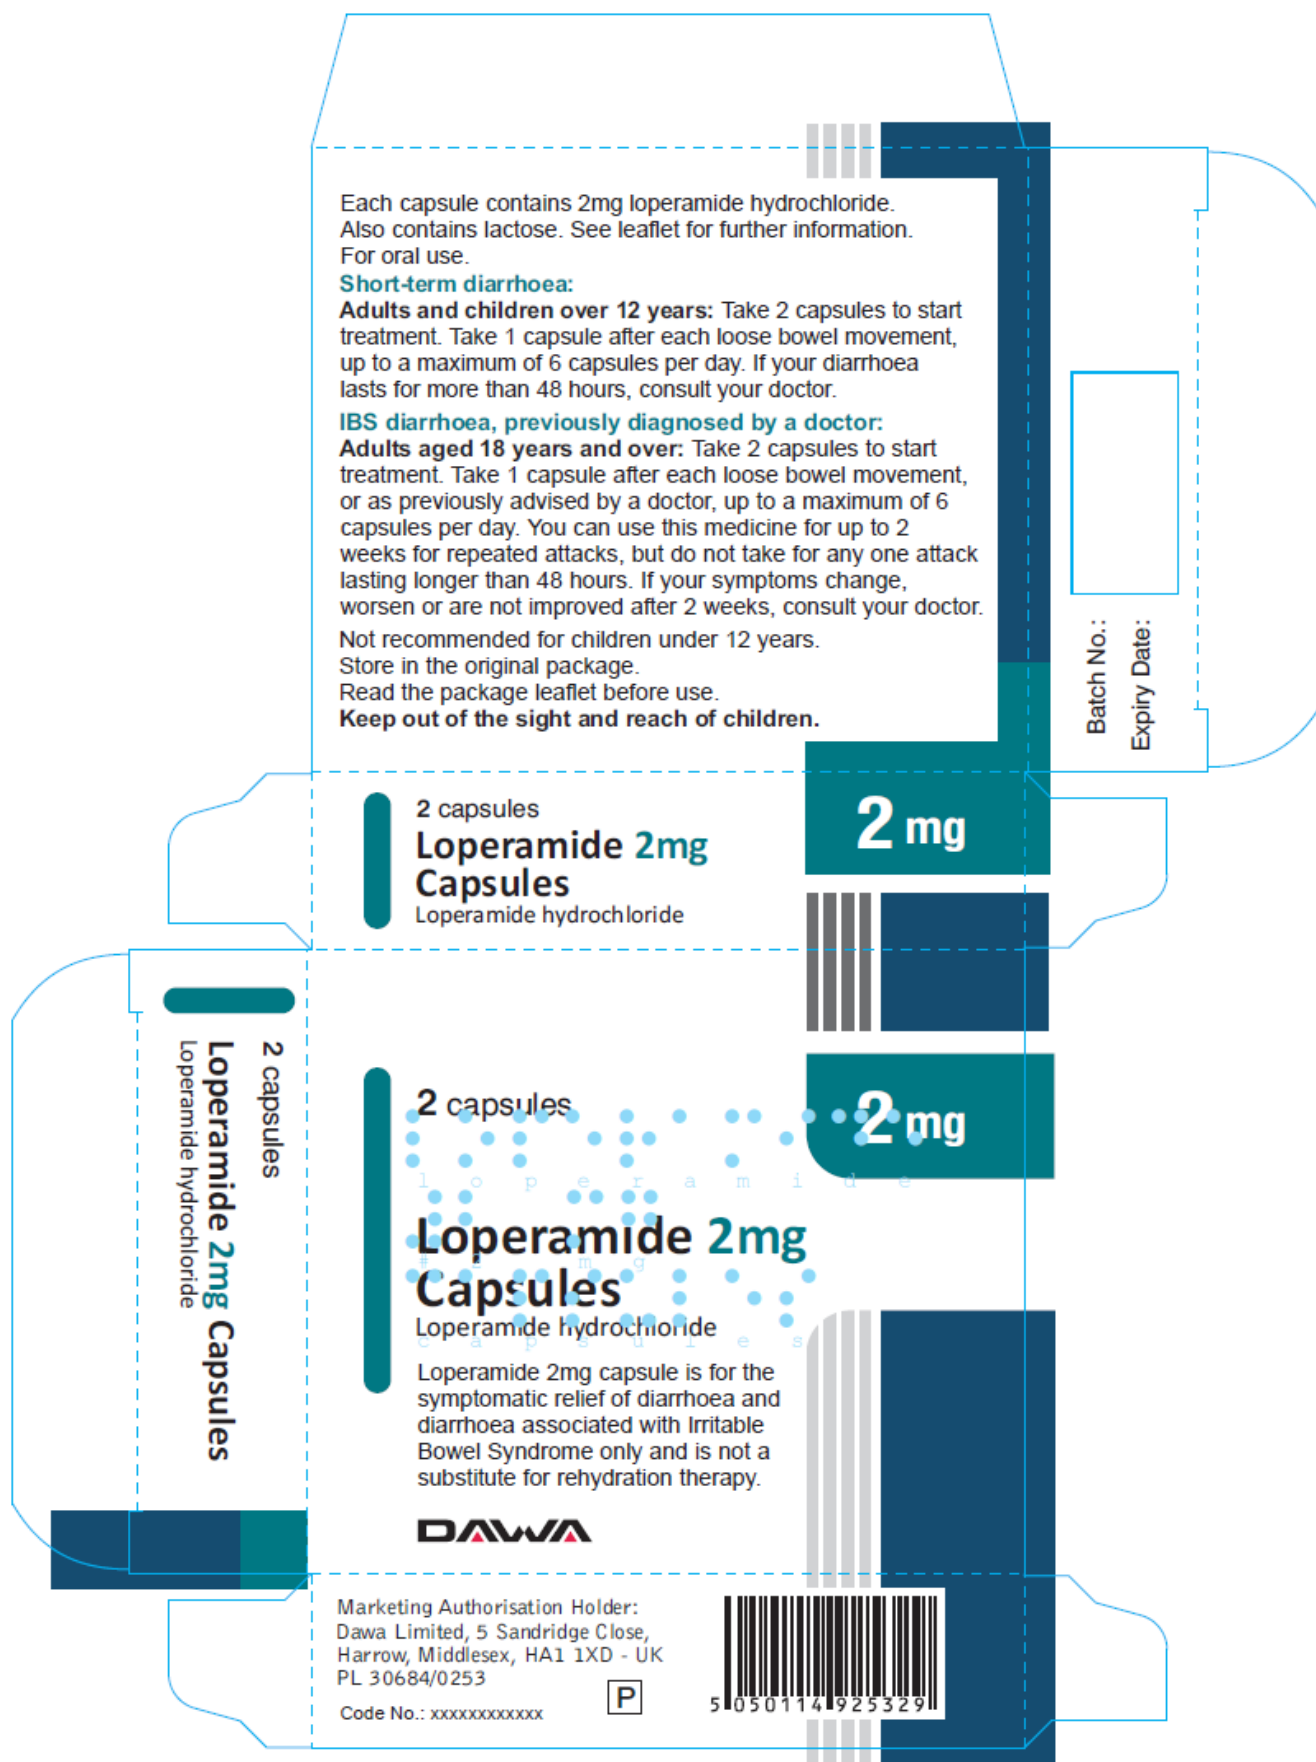 Each capsule contains 2mg loperamide hydrochloride.
Also contains lactose. See leaflet for further information.
For oral use.
Short-term diarrhoea:
Adults and children over 12 years: Take 2 capsules to start
treatment. Take 1 capsule after each loose bowel movement,
up to a maximum of 6 capsules per day. If your diarrhoea
lasts for more than 48 hours, consult your doctor.
IBS diarrhoea, previously diagnosed by a doctor:
Adults aged 18 years and over: Take 2 capsules to start
treatment. Take 1 capsule after each loose bowel movement,
or as previously advised by a doctor, up to a maximum of 6
capsules per day. You can use this medicine for up to 2
weeks for repeated attacks, but do not take for any one attack
lasting longer than 48 hours. If your symptoms change,
worsen or are not improved after 2 weeks, consult your doctor.
Not recommended for children under 12 years.
Store in the original package.
Read the package leaflet before use.
Keep out of the sight and reach of children.
Batch No.:
Expiry Date:
2 capsules
Loperamide 2mg
Capsules
Loperamide hydrochloride
2 mg
2 capsules
Loperamide 2mg Capsules
Loperamide hydrochloride
2 capsules
2 mg
loperamide
Loperamide 2mg
#2 mg
Capsules
Loperamide hydrochloride
capsules
Loperamide 2mg capsule is for the
symptomatic relief of diarrhoea and
diarrhoea associated with Irritable
Bowel Syndrome only and is not a
substitute for rehydration therapy.
DAWA
Marketing Authorisation Holder:
Dawa Limited, 5 Sandridge Close,
Harrow, Middlesex, HA1 1XD - UK
PL 30684/0253
Code No.: xxxxxxxxxxxx
P
5 050114 925329